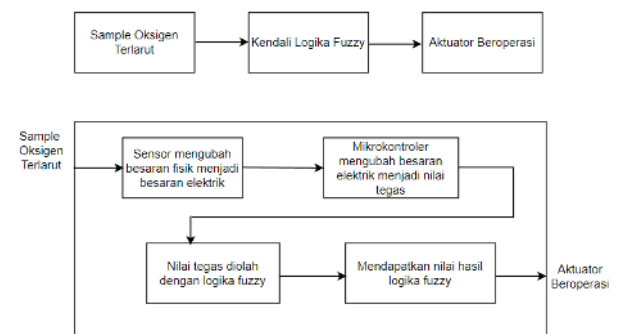 Sample Oksigen
Terlarut
Kendali Logika Fuzzy
Aktuator Beroperasi
Sample
Oksigen
Terlarut
Sensor mengubah
besaran fisik menjadi
besaran elektrik
Mikrokontroler
mengubah besaran
elektrik menjadi nilai
tegas
Nilai tegas diolah
dengan logika fuzzy
Mendapatkan nilai hasil
logika fuzzy
Aktuator
Beroperasi